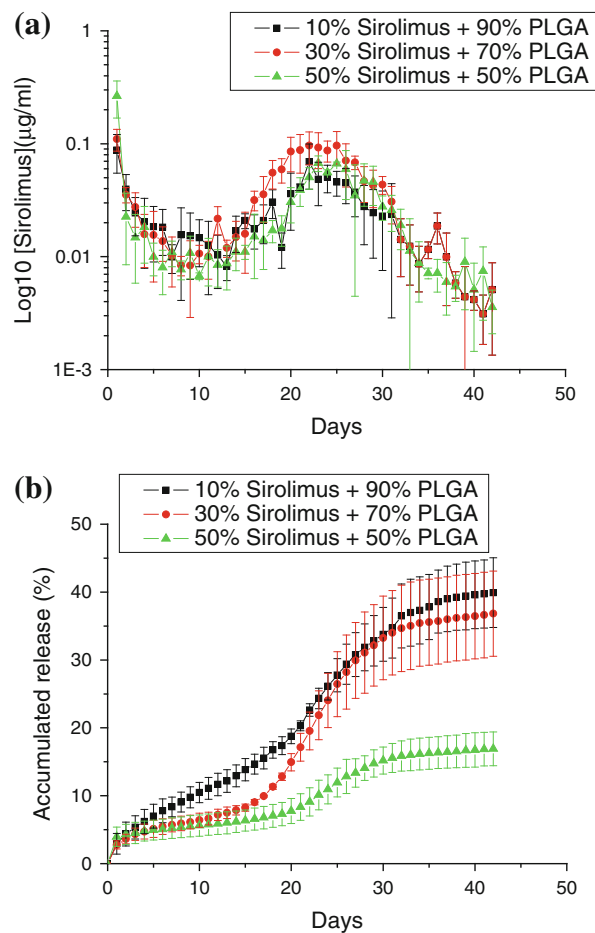 (a)
10% Sirolimus + 90% PLGA
30% Sirolimus + 70% PLGA
50% Sirolimus + 50% PLGA
Log10 [Sirolimus](μg/ml)
1
0.1
0.01
1E-3
0 10 20 30 40 50
Days
(b)
10% Sirolimus + 90% PLGA
30% Sirolimus + 70% PLGA
50% Sirolimus + 50% PLGA
Accumulated release (%)
50
40
30
20
10
0
0 10 20 30 40 50
Days